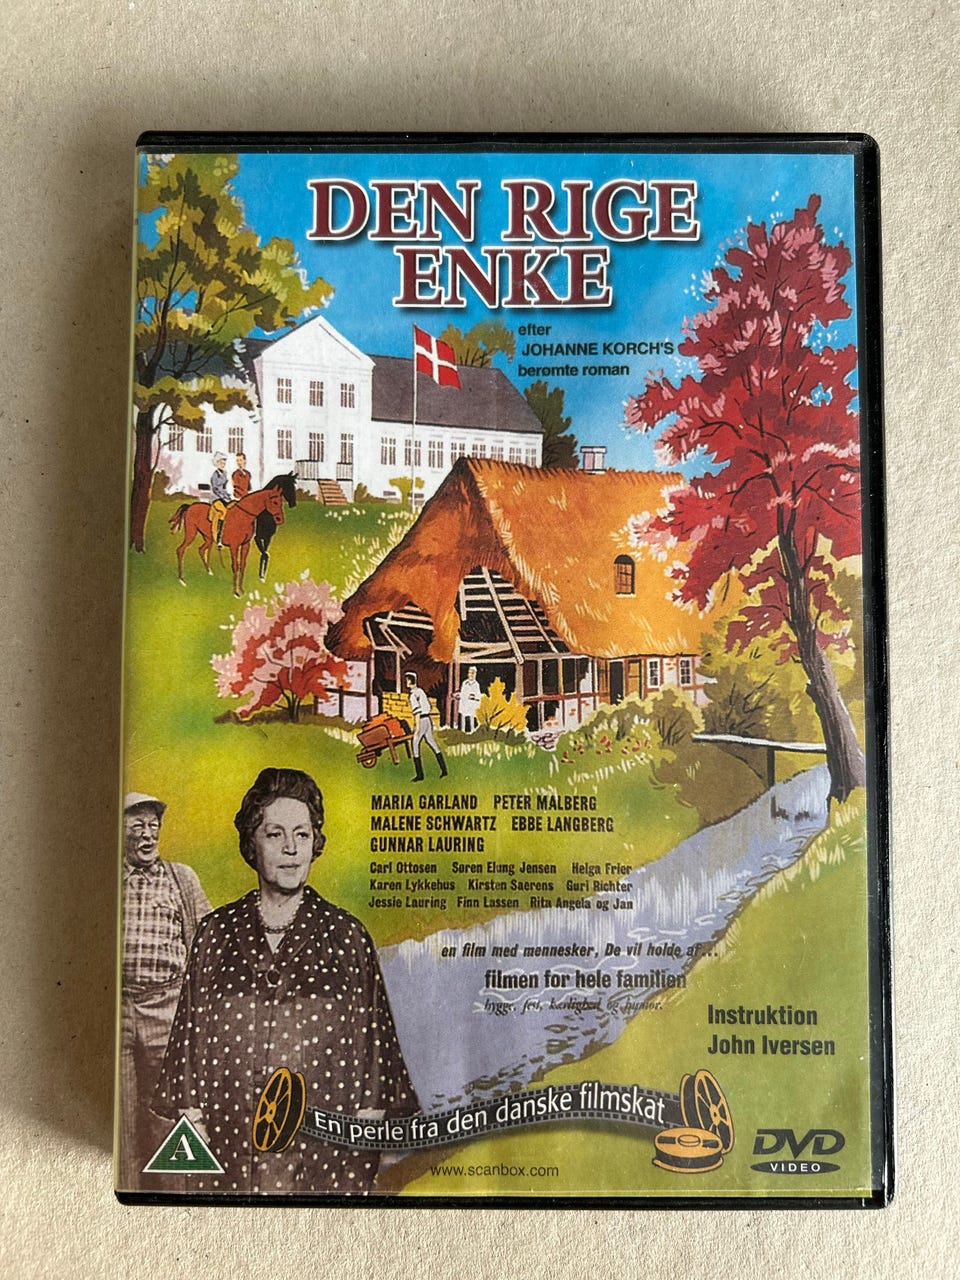 DEN RIGE
ENKE
efter
JOHANNE KORCH'S
berømte roman
MARIA GARLAND PETER MALBERG
MALENE SCHWARTZ EBBE LANGBERG
GUNNAR LAURING
Carl Ottosen Søren Elung Jensen Helga Frier
Karen Lykkehus Kirsten Saerens Guri Richter
Jessie Lauring Finn Lassen Rita Angela og Jan
en film med mennesker, De vil holde af...
filmen for hele familien
hygge, fest, kærlighed og humor.
Instruktion
John Iversen
En perle fra den danske filmskat
A
www.scanbox.com
DVD
VIDEO